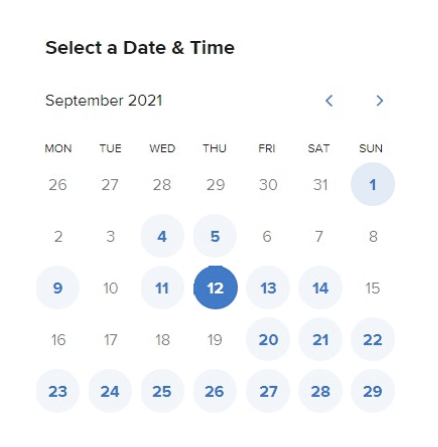 Select a Date & Time
September 2021
MON TUE WED THU FRI SAT SUN
26 27 28 29 30 31 1
2 3 4 5 6 7 8
9 10 11 12 13 14 15
16 17 18 19 20 21 22
23 24 25 26 27 28 29